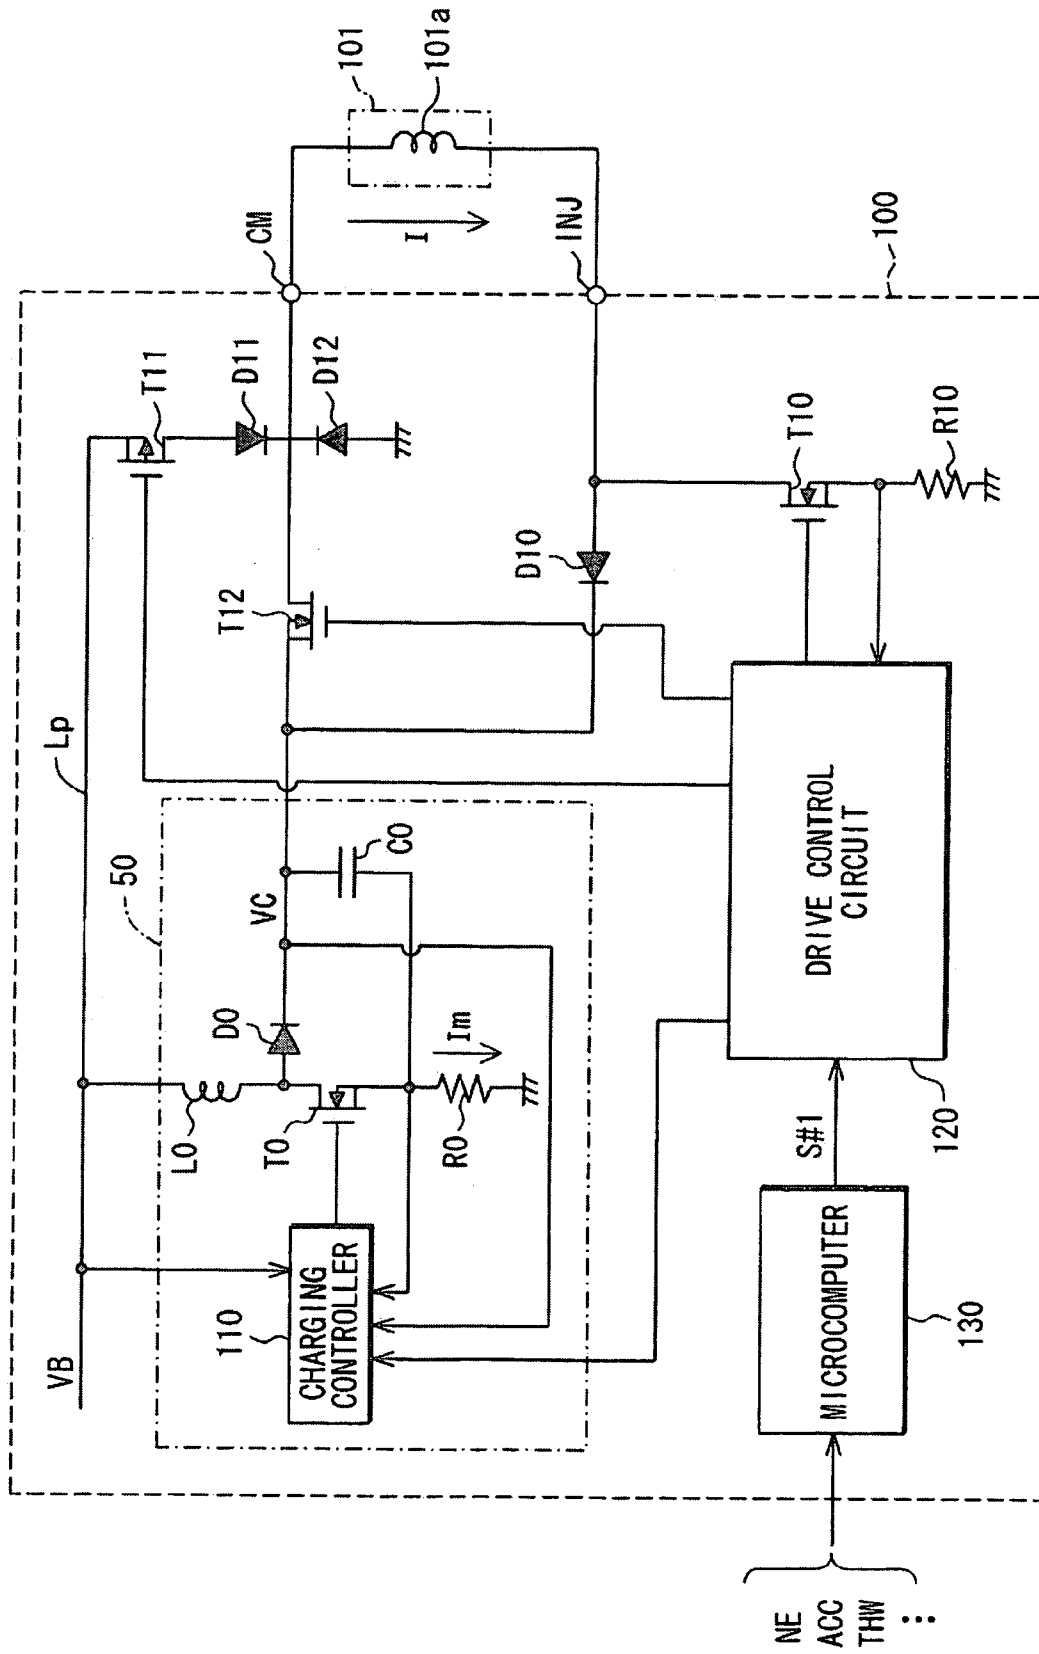 101
101a
CM
I
INJ
100
T11
D11
D12
T10
R10
T12
D10
Lp
50
VC
C0
D0
Im
L0
T0
R0
VB
110
CHARGING
CONTROLLER
DRIVE CONTROL
CIRCUIT
120
S#1
MICROCOMPUTER
130
NE
ACC
THW
⋮